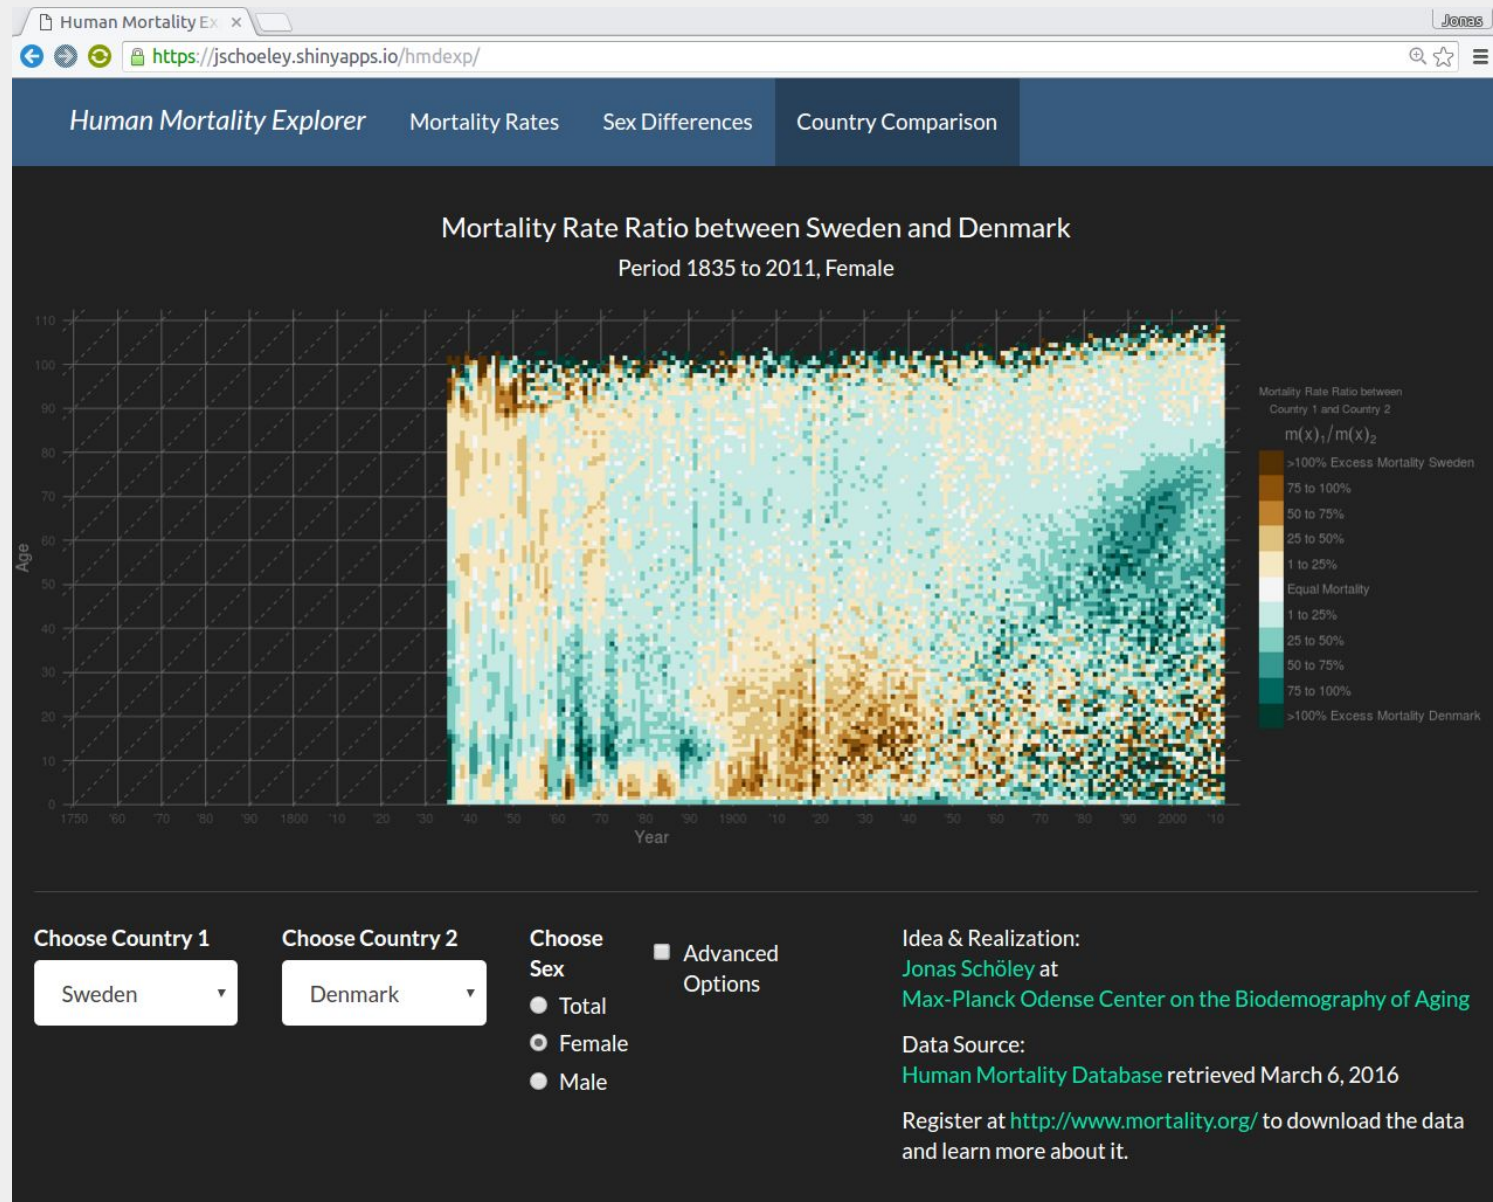 Human Mortality Ex
Jonas
https://jschoeley.shinyapps.io/hmdexp/
Human Mortality Explorer Mortality Rates Sex Differences Country Comparison
Mortality Rate Ratio between Sweden and Denmark
Period 1835 to 2011, Female
110
100
90
80
70
60
50
40
30
20
10
0
Age
1750 '60 '70 '80 '90 1800 '10 '20 '30 '40 '50 '60 '70 '80 '90 1900 '10 '20 '30 '40 '50 '60 '70 '80 '90 2000 '10
Year
Mortality Rate Ratio between
Country 1 and Country 2
m(x)₁/m(x)₂
>100% Excess Mortality Sweden
75 to 100%
50 to 75%
25 to 50%
1 to 25%
Equal Mortality
1 to 25%
25 to 50%
50 to 75%
75 to 100%
>100% Excess Mortality Denmark
Choose Country 1
Sweden
Choose Country 2
Denmark
Choose
Sex
Total
Female
Male
Advanced
Options
Idea & Realization:
Jonas Schöley at
Max-Planck Odense Center on the Biodemography of Aging
Data Source:
Human Mortality Database retrieved March 6, 2016
Register at http://www.mortality.org/ to download the data
and learn more about it.